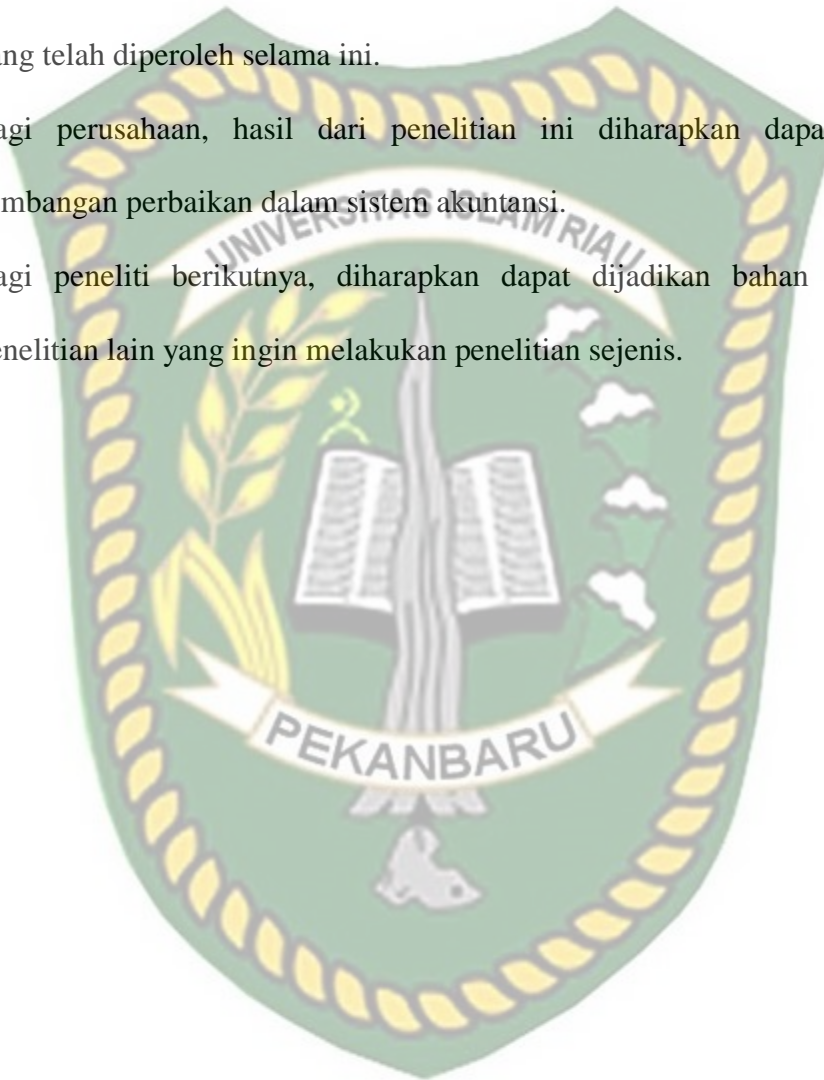 ang telah diperoleh selama ini.
agi perusahaan, hasil dari penelitian ini diharapkan dapa
mbangan perbaikan dalam sistem akuntansi.
UNIVERSITAS ISLAM RIAU
agi peneliti berikutnya, diharapkan dapat dijadikan bahan
enelitian lain yang ingin melakukan penelitian sejenis.
PEKANBARU